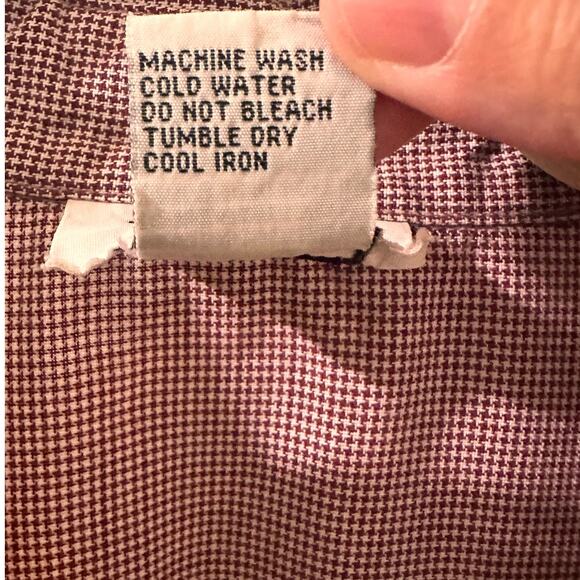 MACHINE WASH
COLD WATER
DO NOT BLEACH
TUMBLE DRY
COOL IRON